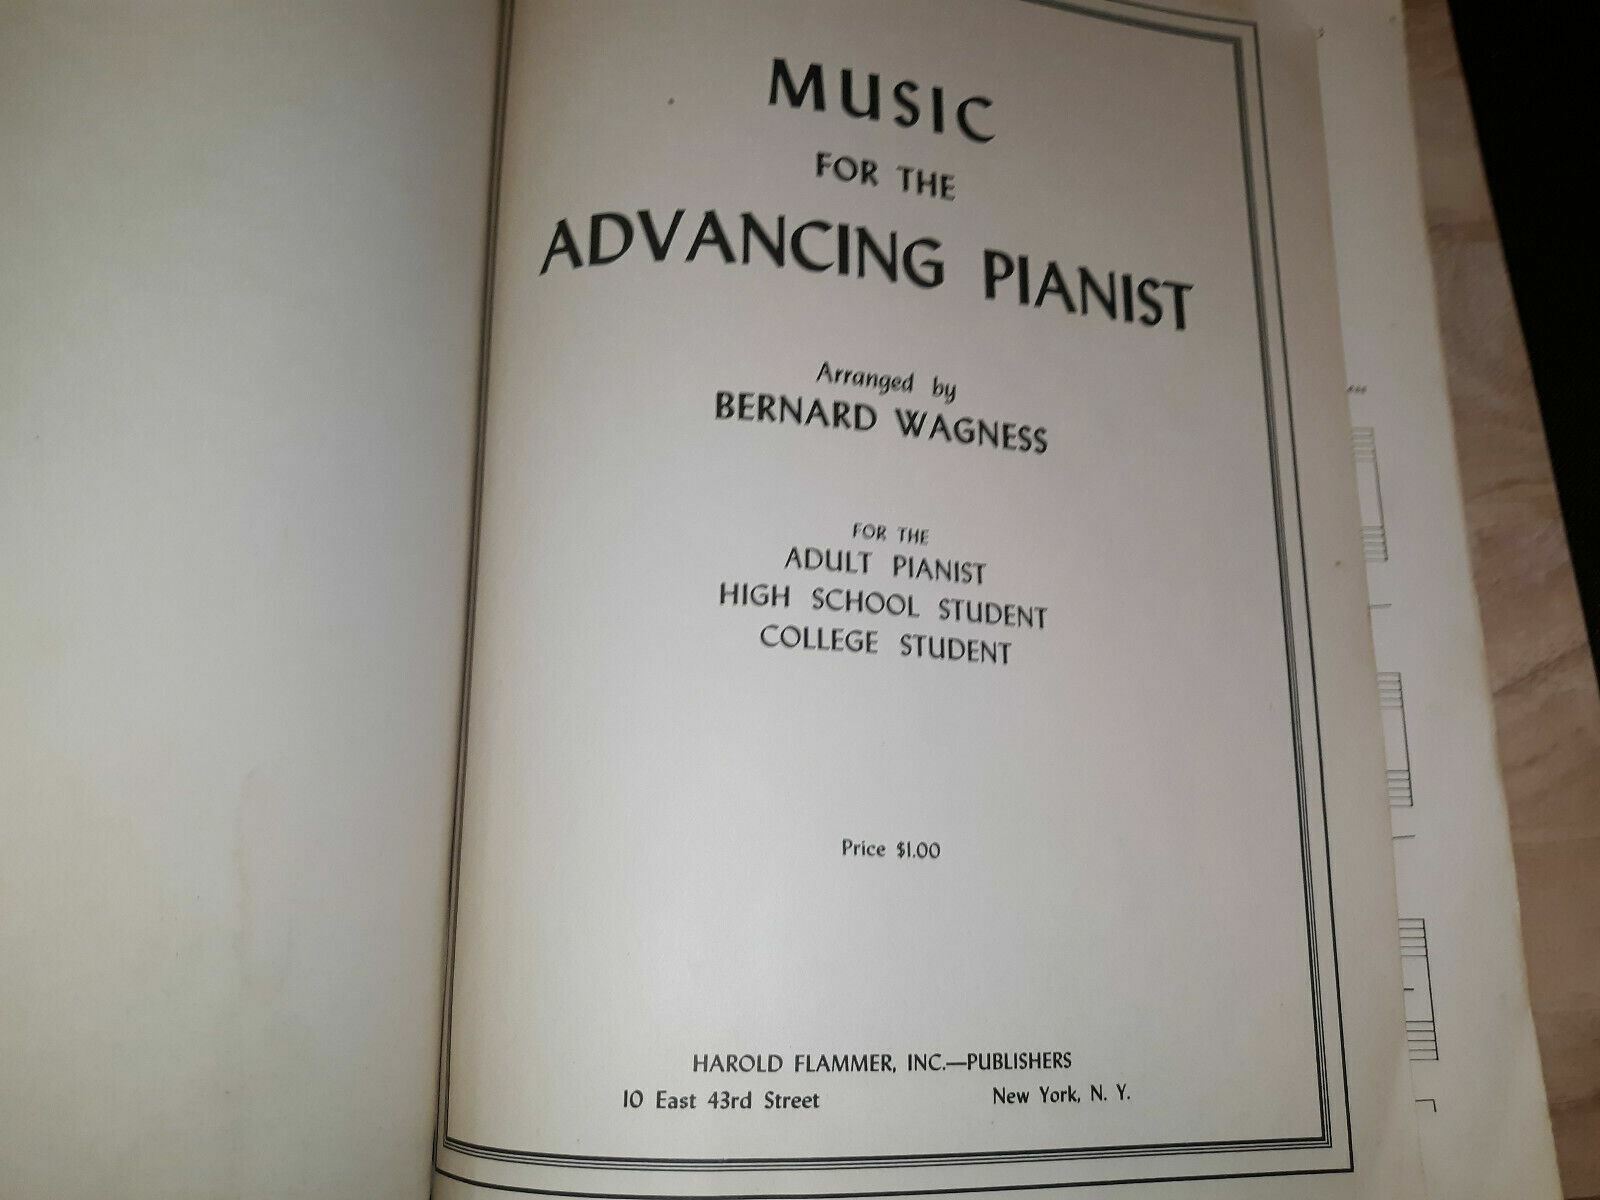 MUSIC
FOR THE
ADVANCING PIANIST
Arranged by
BERNARD WAGNESS
FOR THE
ADULT PIANIST
HIGH SCHOOL STUDENT
COLLEGE STUDENT
Price $1.00
HAROLD FLAMMER, INC.—PUBLISHERS
10 East 43rd Street New York, N. Y.